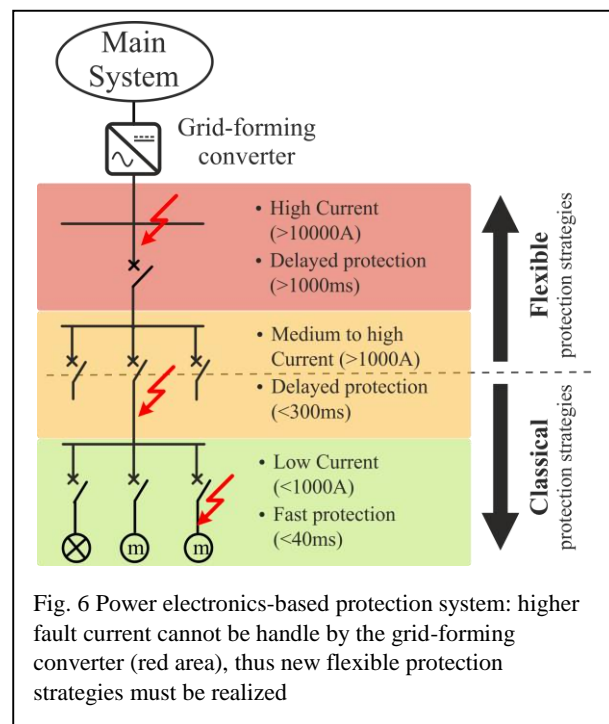 Main
System
Grid-forming
converter
• High Current
(>10000A)
• Delayed protection
(>1000ms)
• Medium to high
Current (>1000A)
• Delayed protection
(<300ms)
• Low Current
(<1000A)
• Fast protection
(<40ms)
m
m
Flexible
protection strategies
Classical
protection strategies
Fig. 6 Power electronics-based protection system: higher
fault current cannot be handle by the grid-forming
converter (red area), thus new flexible protection
strategies must be realized